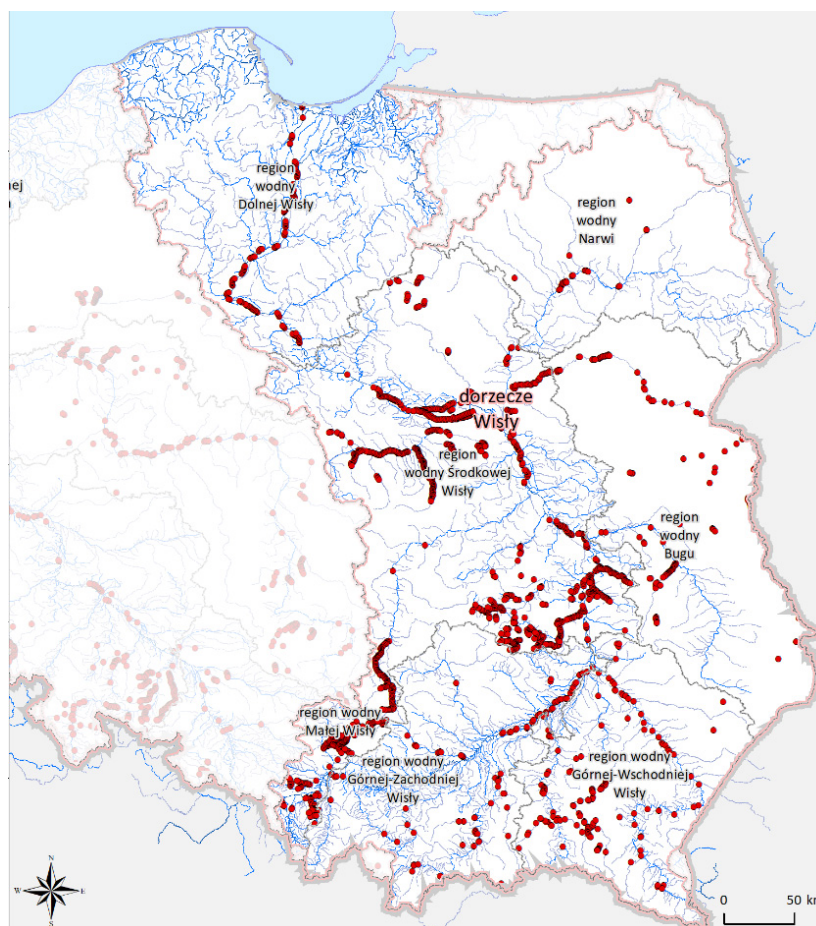 region
wodny
Dolnej Wisły
nej
region
wodny
Narwi
dorzecze
Wisły
region
wodny Środkowej
Wisły
region
wodny
Bugu
region wodny
Małej Wisły
region wodny
Górnej-Zachodniej
Wisły
region wodny
Górnej-Wschodniej
Wisły
N
W
E
S
0
50 km